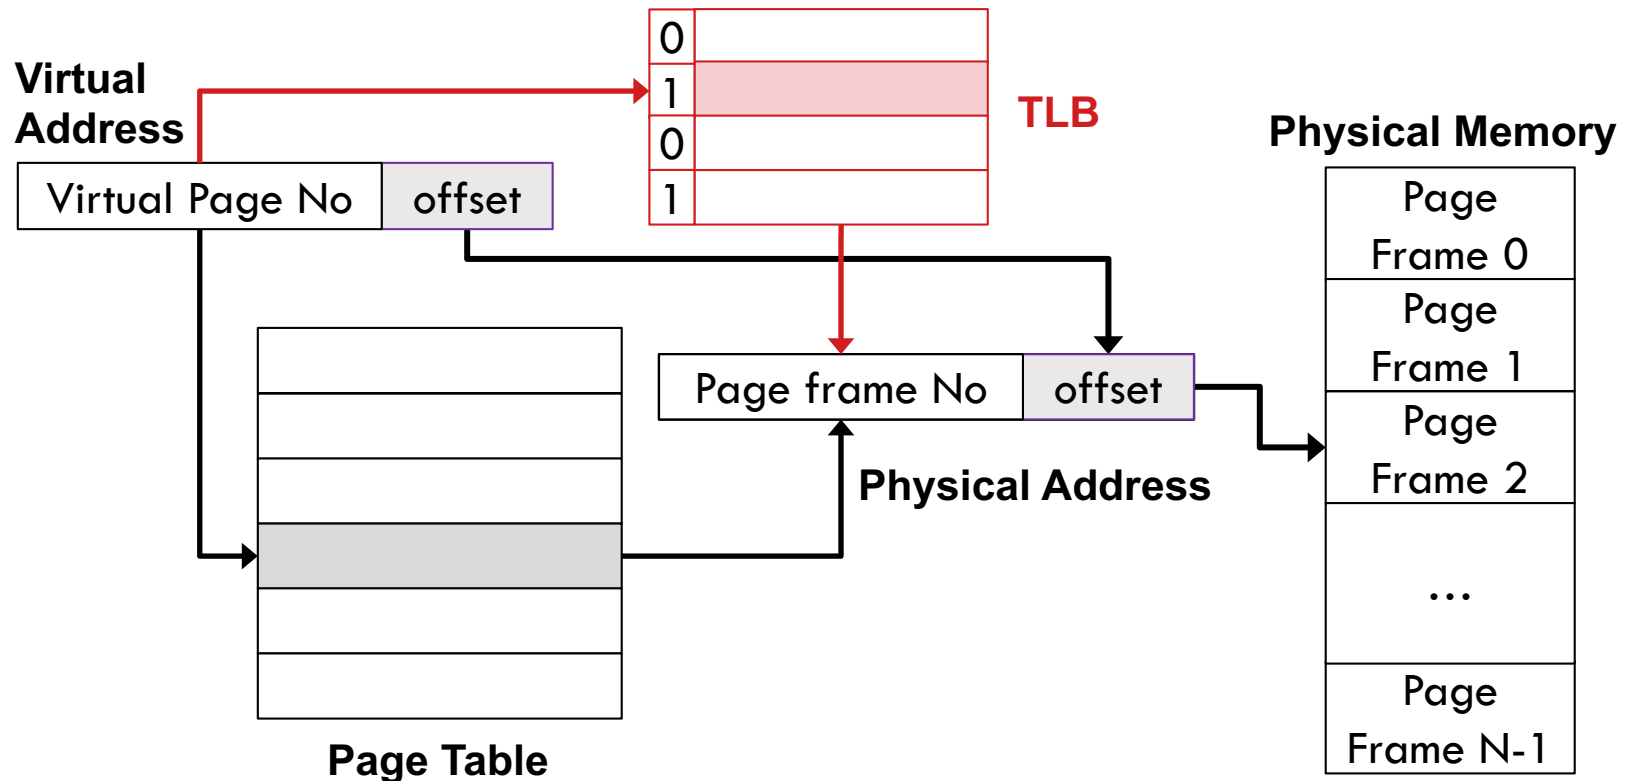 Virtual
Address
Virtual Page No
offset
0
1
0
1
TLB
Page frame No
offset
Physical Address
Page Table
Physical Memory
Page
Frame 0
Page
Frame 1
Page
Frame 2
...
Page
Frame N-1